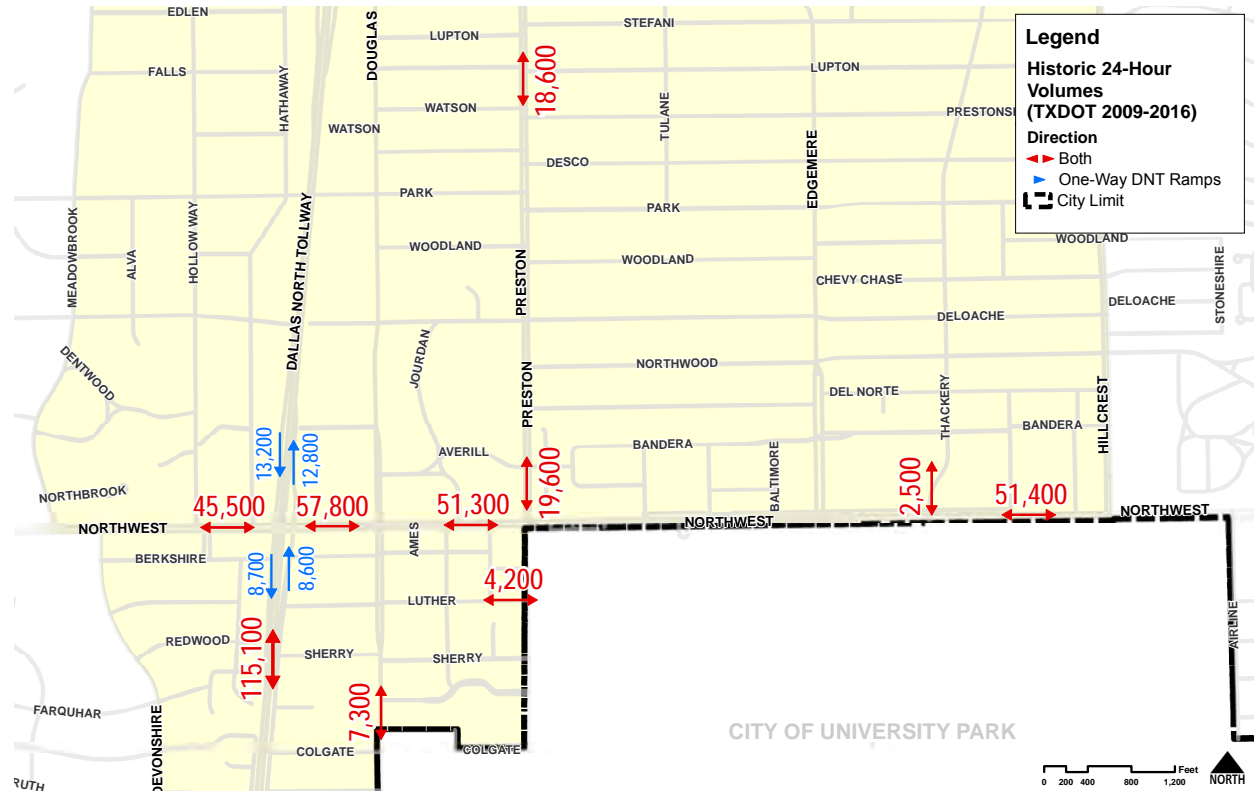 EDLEN
STEFANI
DOUGLAS
LUPTON
FALLS
HATHAWAY
18,600
LUPTON
Legend
Historic 24-Hour
Volumes
(TXDOT 2009-2016)
Direction
Both
One-Way DNT Ramps
City Limit
WATSON
WATSON
TULANE
DESCO
EDGEMERE
MEADOWBROOK
ALVA
HOLLOW WAY
DALLAS NORTH TOLLWAY
PARK
PARK
WOODLAND
PRESTON
WOODLAND
CHEVY CHASE
WOODLAND
DELOACHE
STONESHIRE
DELOACHE
DENTWOOD
JOURDAN
PRESTON
NORTHWOOD
DEL NORTE
THACKERY
HILLCREST
BANDERA
13,200
12,800
AVERILL
BANDERA
BALTIMORE
NORTHBROOK
45,500
57,800
51,300
19,600
2,500
51,400
NORTHWEST
NORTHWEST
NORTHWEST
BERKSHIRE
AMES
8,700
8,600
4,200
LUTHER
REDWOOD
115,100
SHERRY
SHERRY
AIRLINE
FARQUHAR
DEVONSHIRE
7,300
COLGATE
COLGATE
CITY OF UNIVERSITY PARK
RUTH
Feet
0 200 400 800 1,200
NORTH